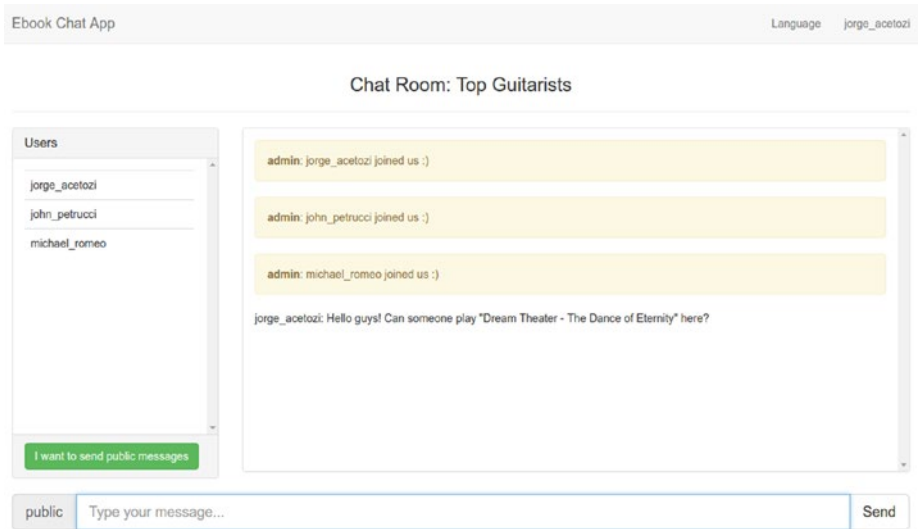 Ebook Chat App
Language
jorge_acetozi
Chat Room: Top Guitarists
Users
jorge_acetozi
john_petrucci
michael_romeo
I want to send public messages
admin: jorge_acetozi joined us :)
admin: john_petrucci joined us :)
admin: michael_romeo joined us :)
jorge_acetozi: Hello guys! Can someone play "Dream Theater - The Dance of Eternity" here?
public
Type your message...
Send